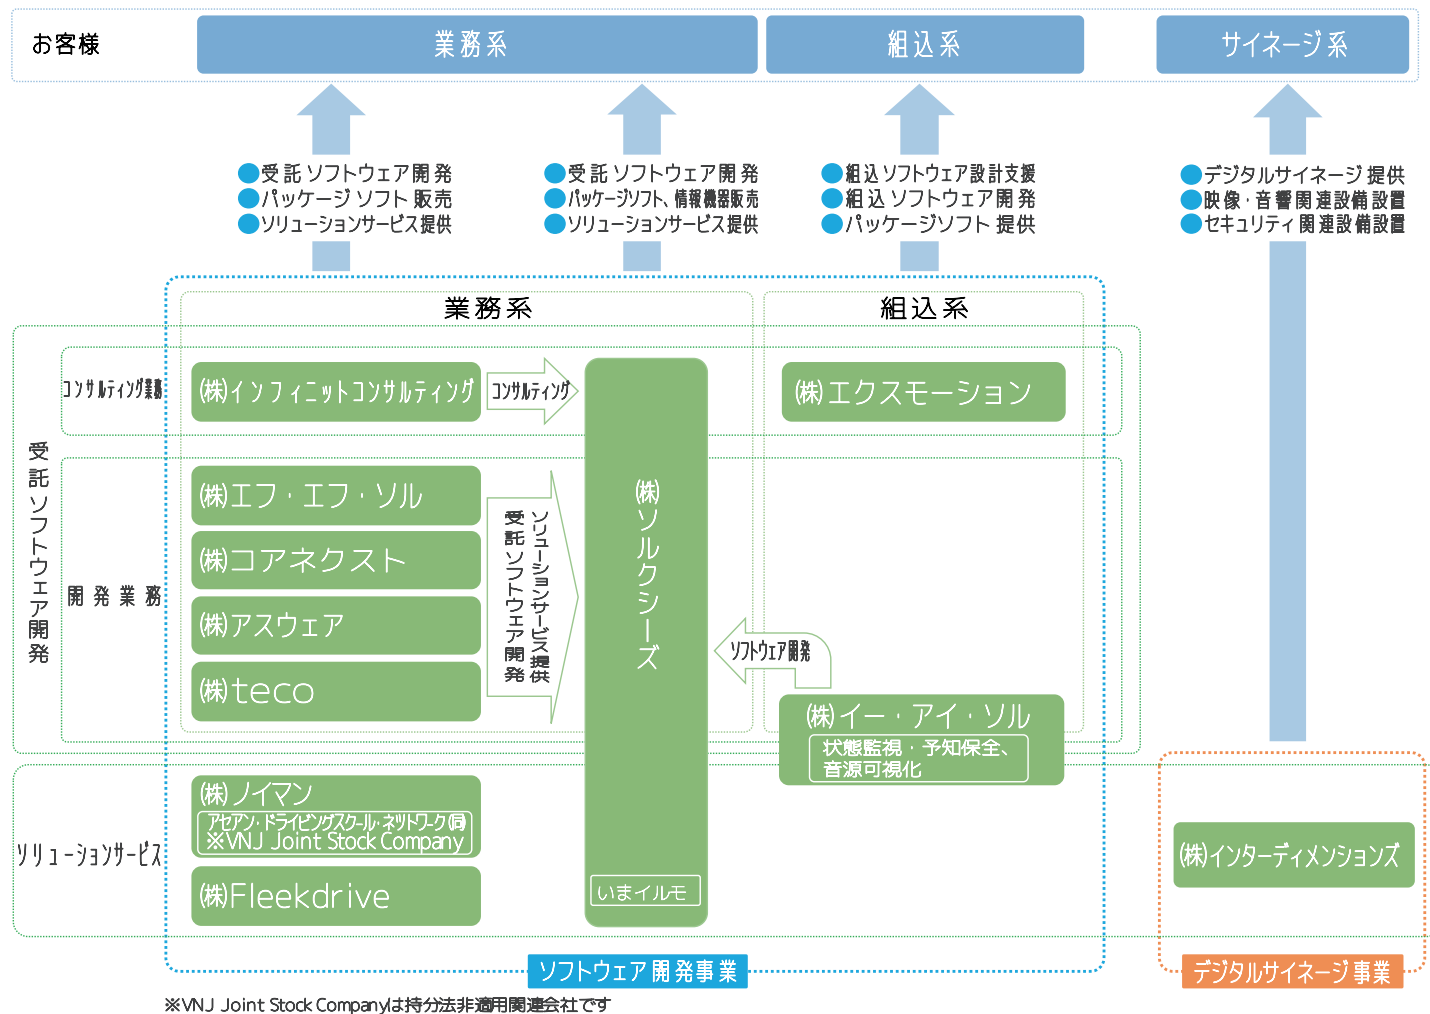 お客様
業務系
組込系
サイネージ系
●受託ソフトウェア開発
●パッケージソフト販売
●ソリューションサービス提供
●受託ソフトウェア開発
●パッケージソフト、情報機器販売
●ソリューションサービス提供
●組込ソフトウェア設計支援
●組込ソフトウェア開発
●パッケージソフト提供
●デジタルサイネージ提供
●映像・音響関連設備設置
●セキュリティ関連設備設置
業務系
組込系
受託ソフトウェア開発
コンサルティング業務
㈱インフィニットコンサルティング
コンサルティング
㈱エクスモーション
開発業務
㈱エフ・エフ・ソル
㈱コアネクスト
㈱アスウェア
㈱teco
ソリューションサービス提供
受託ソフトウェア開発
㈱ソルクシーズ
ソフトウェア開発
㈱イー・アイ・ソル
状態監視・予知保全、
音源可視化
ソリューションサービス
㈱ノイマン
アセアン・ドライビングスクール・ネットワーク(同)
※VNJ Joint Stock Company
㈱Fleekdrive
いまイルモ
㈱インターディメンションズ
ソフトウェア開発事業
デジタルサイネージ事業
※VNJ Joint Stock Companyは持分法非適用関連会社です